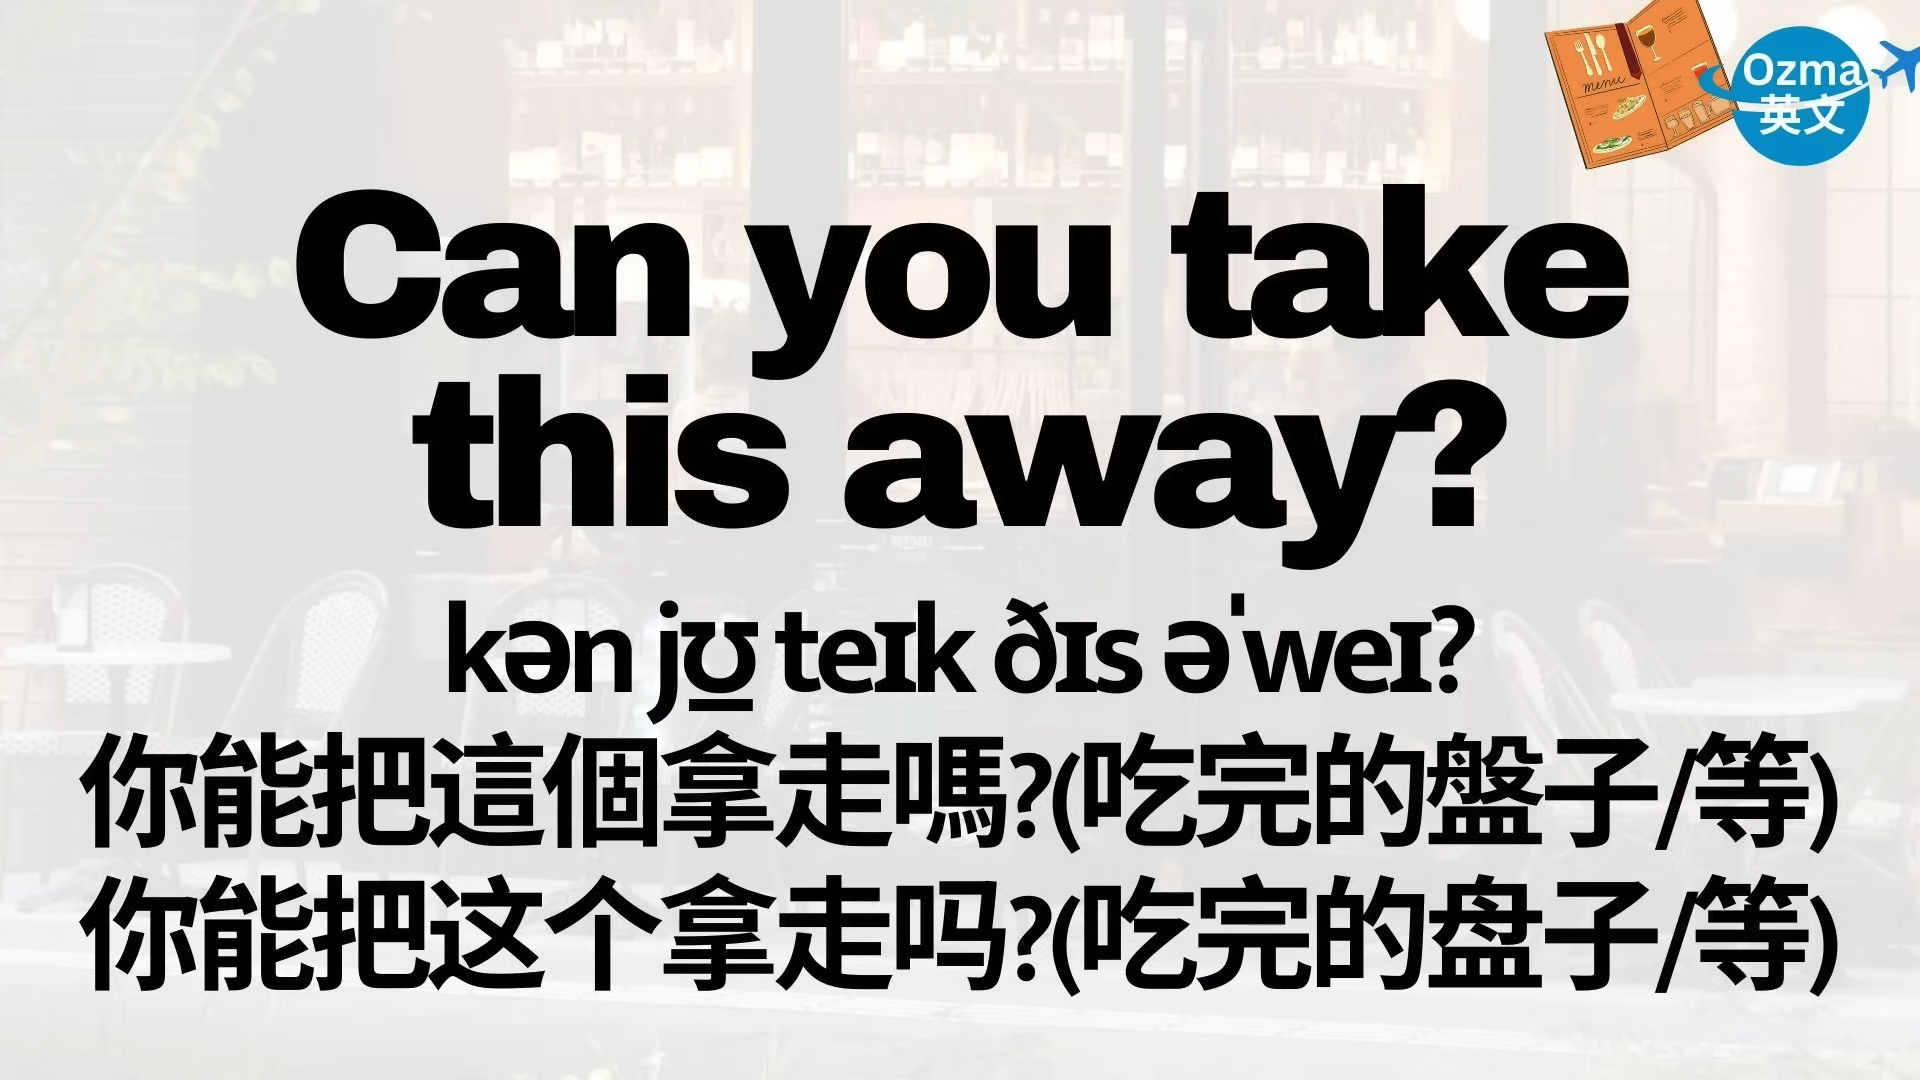 menu
Ozma
英文
Can you take
this away?
kən jʊ̲ teɪk ðɪs əˈweɪ?
你能把這個拿走嗎?(吃完的盤子/等)
你能把这个拿走吗?(吃完的盘子/等)